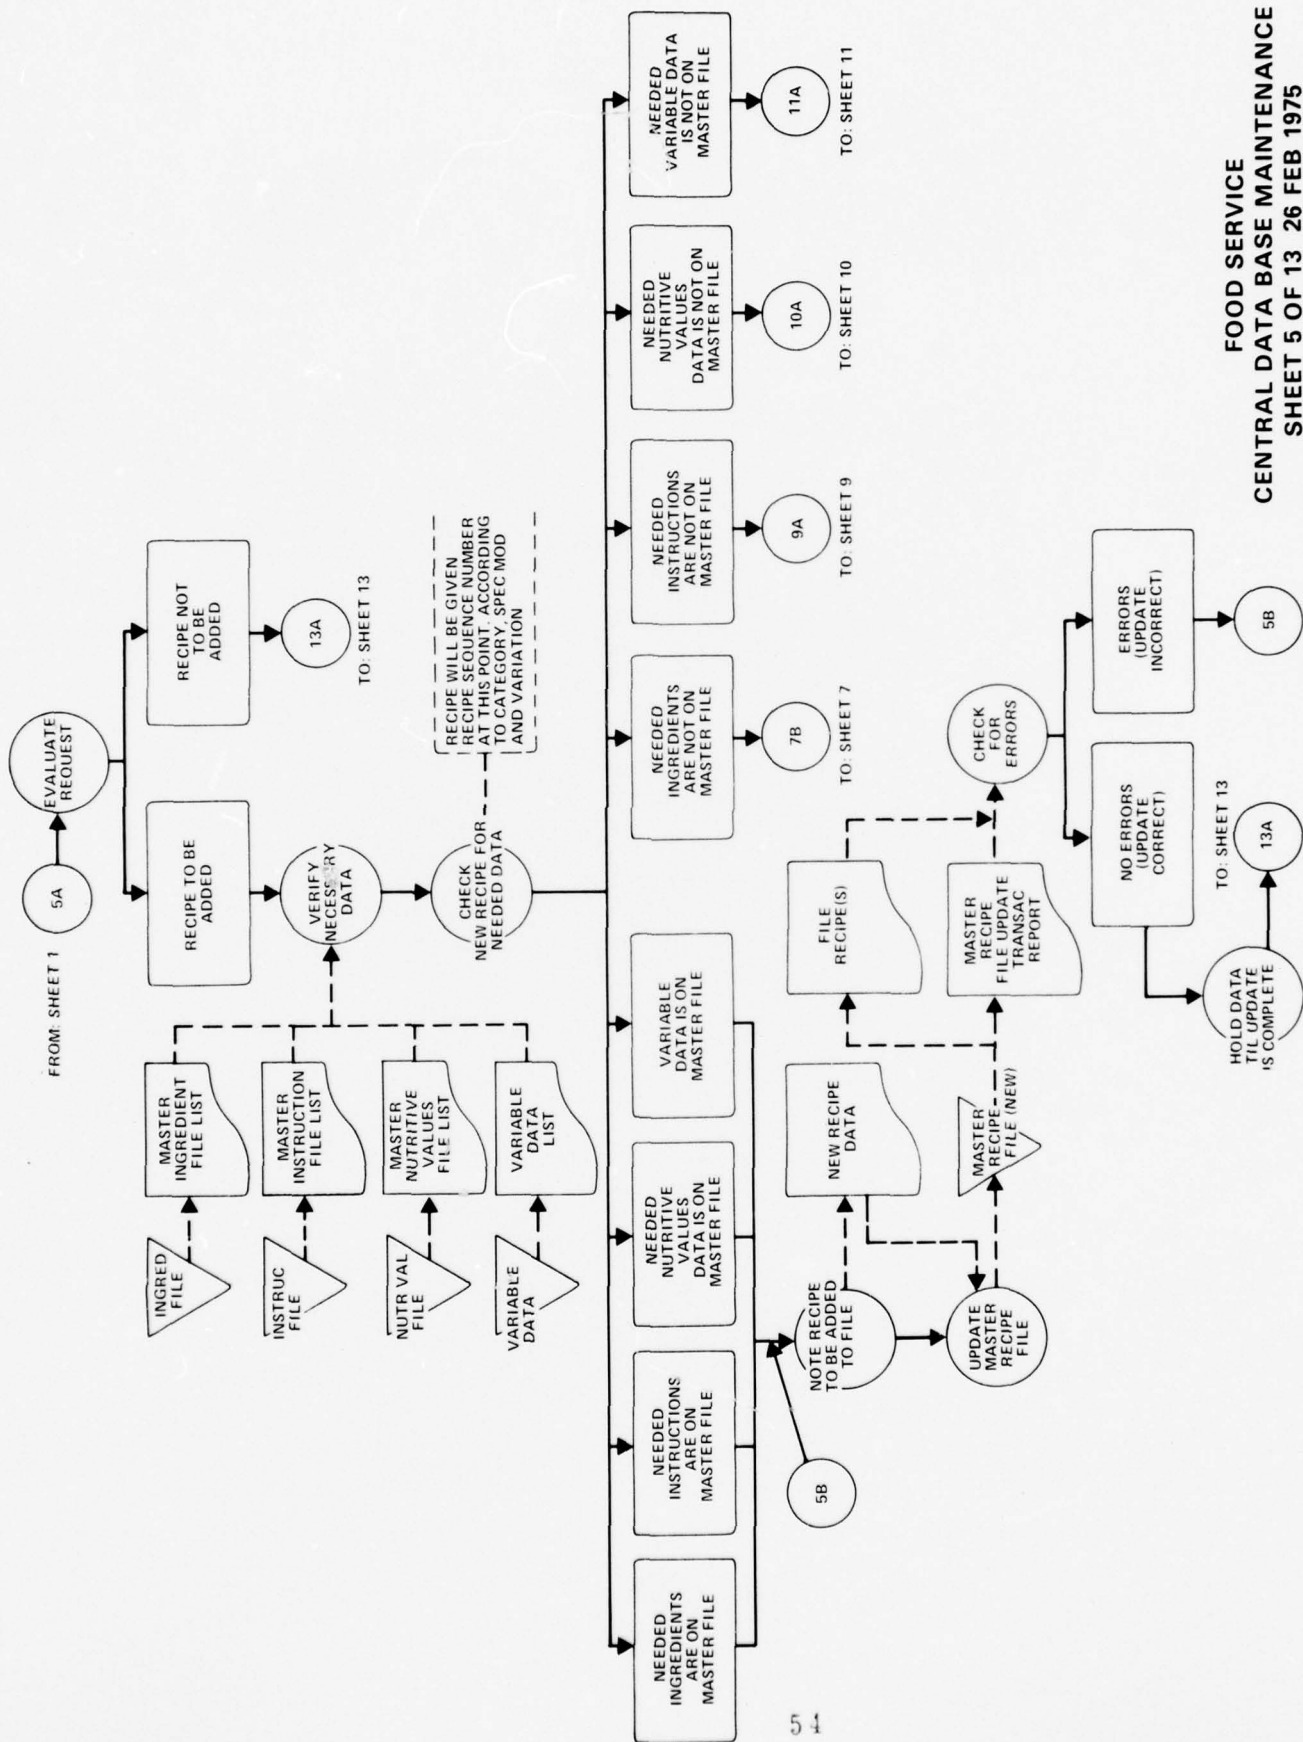 FROM: SHEET 1
5A
EVALUATE
REQUEST
RECIPE TO BE
ADDED
RECIPE NOT
TO BE
ADDED
13A
TO: SHEET 13
INGRED
FILE
MASTER
INGREDIENT
FILE LIST
INSTRUC
FILE
MASTER
INSTRUCTION
FILE LIST
NUTR VAL
FILE
MASTER
NUTRITIVE
VALUES
FILE LIST
VARIABLE
DATA
VARIABLE
DATA
LIST
VERIFY
NECESSARY
DATA
CHECK
NEW RECIPE FOR
NEEDED DATA
RECIPE WILL BE GIVEN
RECIPE SEQUENCE NUMBER
AT THIS POINT. ACCORDING
TO CATEGORY, SPEC MOD
AND VARIATION
NEEDED
INGREDIENTS
ARE ON
MASTER FILE
NEEDED
INSTRUCTIONS
ARE ON
MASTER FILE
NEEDED
NUTRITIVE
VALUES
DATA IS ON
MASTER FILE
VARIABLE
DATA IS ON
MASTER FILE
NEEDED
INGREDIENTS
ARE NOT ON
MASTER FILE
NEEDED
INSTRUCTIONS
ARE NOT ON
MASTER FILE
NEEDED
NUTRITIVE
VALUES
DATA IS NOT ON
MASTER FILE
NEEDED
VARIABLE DATA
IS NOT ON
MASTER FILE
7B
TO: SHEET 7
9A
TO: SHEET 9
10A
TO: SHEET 10
11A
TO: SHEET 11
5B
NOTE RECIPE
TO BE ADDED
TO FILE
NEW RECIPE
DATA
FILE
RECIPE(S)
UPDATE
MASTER
RECIPE
FILE
MASTER
RECIPE
FILE (NEW)
MASTER
RECIPE
FILE UPDATE
TRANSAC
REPORT
CHECK
FOR
ERRORS
NO ERRORS
(UPDATE
CORRECT)
ERRORS
(UPDATE
INCORRECT)
HOLD DATA
TIL UPDATE
IS COMPLETE
TO: SHEET 13
13A
5B
FOOD SERVICE
CENTRAL DATA BASE MAINTENANCE
SHEET 5 OF 13 26 FEB 1975
54